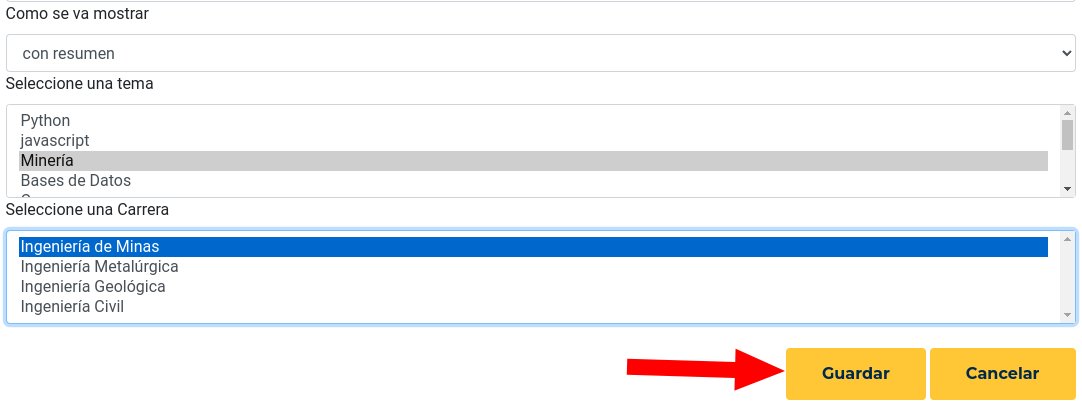 Como se va mostrar
con resumen
Seleccione una tema
Python
javascript
Minería
Bases de Datos
Seleccione una Carrera
Ingeniería de Minas
Ingeniería Metalúrgica
Ingeniería Geológica
Ingeniería Civil
Guardar Cancelar